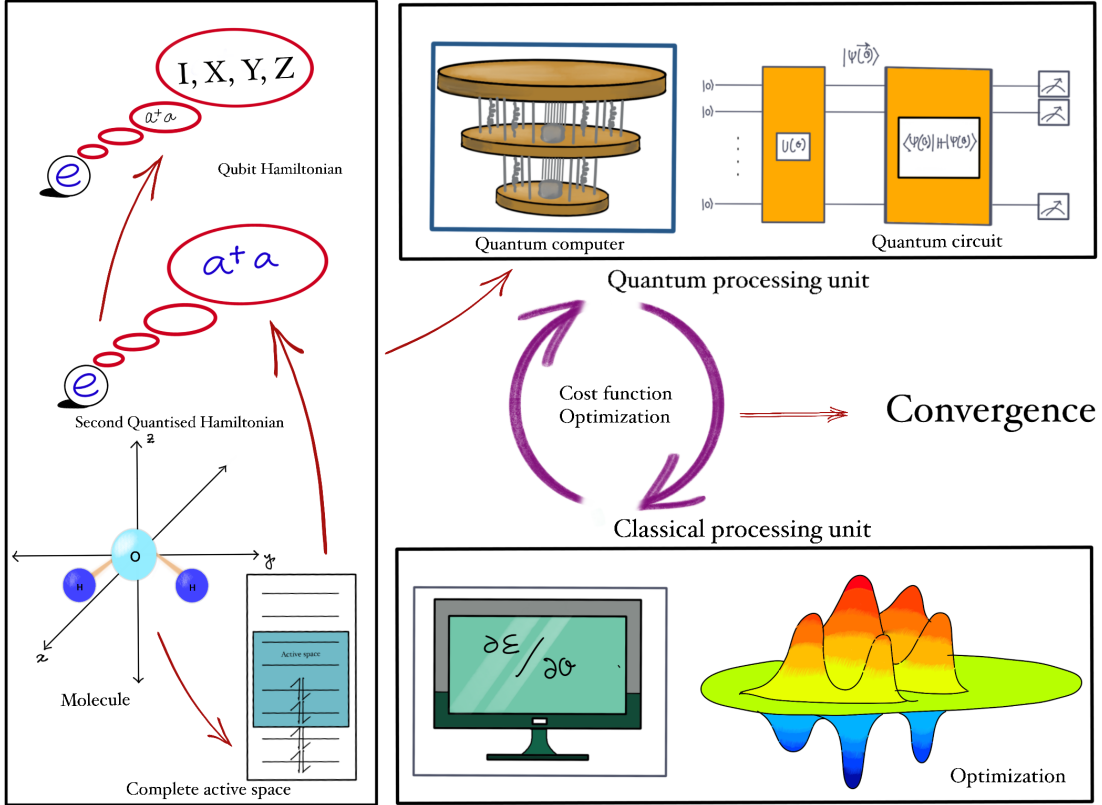 I, X, Y, Z
a⁺a
e
Qubit Hamiltonian
a⁺a
e
Second Quantised Hamiltonian
z
y
x
O
H
H
Molecule
Active space
Complete active space
|0⟩
|0⟩
|0⟩
U(θ)
|ψ(θ⃗)⟩
⟨ψ(θ)|H|ψ(θ)⟩
Quantum computer
Quantum circuit
Quantum processing unit
Cost function
Optimization
Convergence
Classical processing unit
∂E/∂θ
Optimization